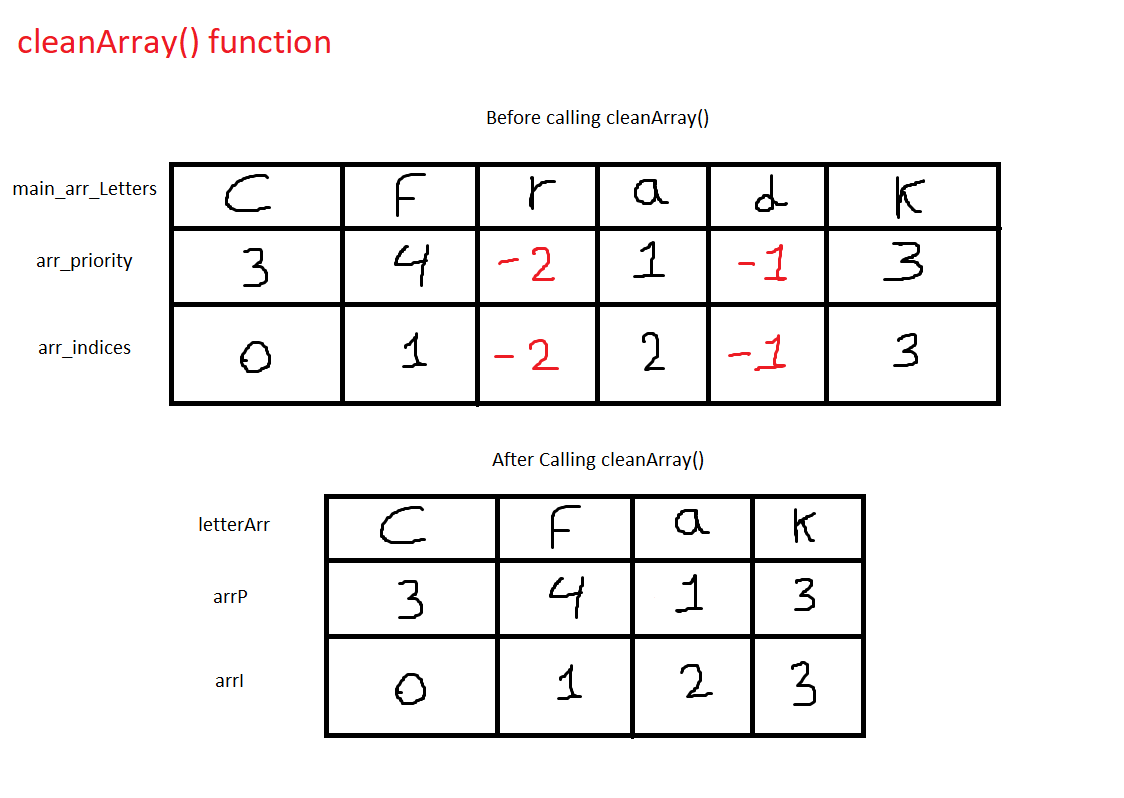 cleanArray() function
Before calling cleanArray()
main_arr_Letters C F r a d K
arr_priority 3 4 -2 1 -1 3
arr_indices 0 1 -2 2 -1 3
After Calling cleanArray()
letterArr C F a K
arrP 3 4 1 3
arrI 0 1 2 3